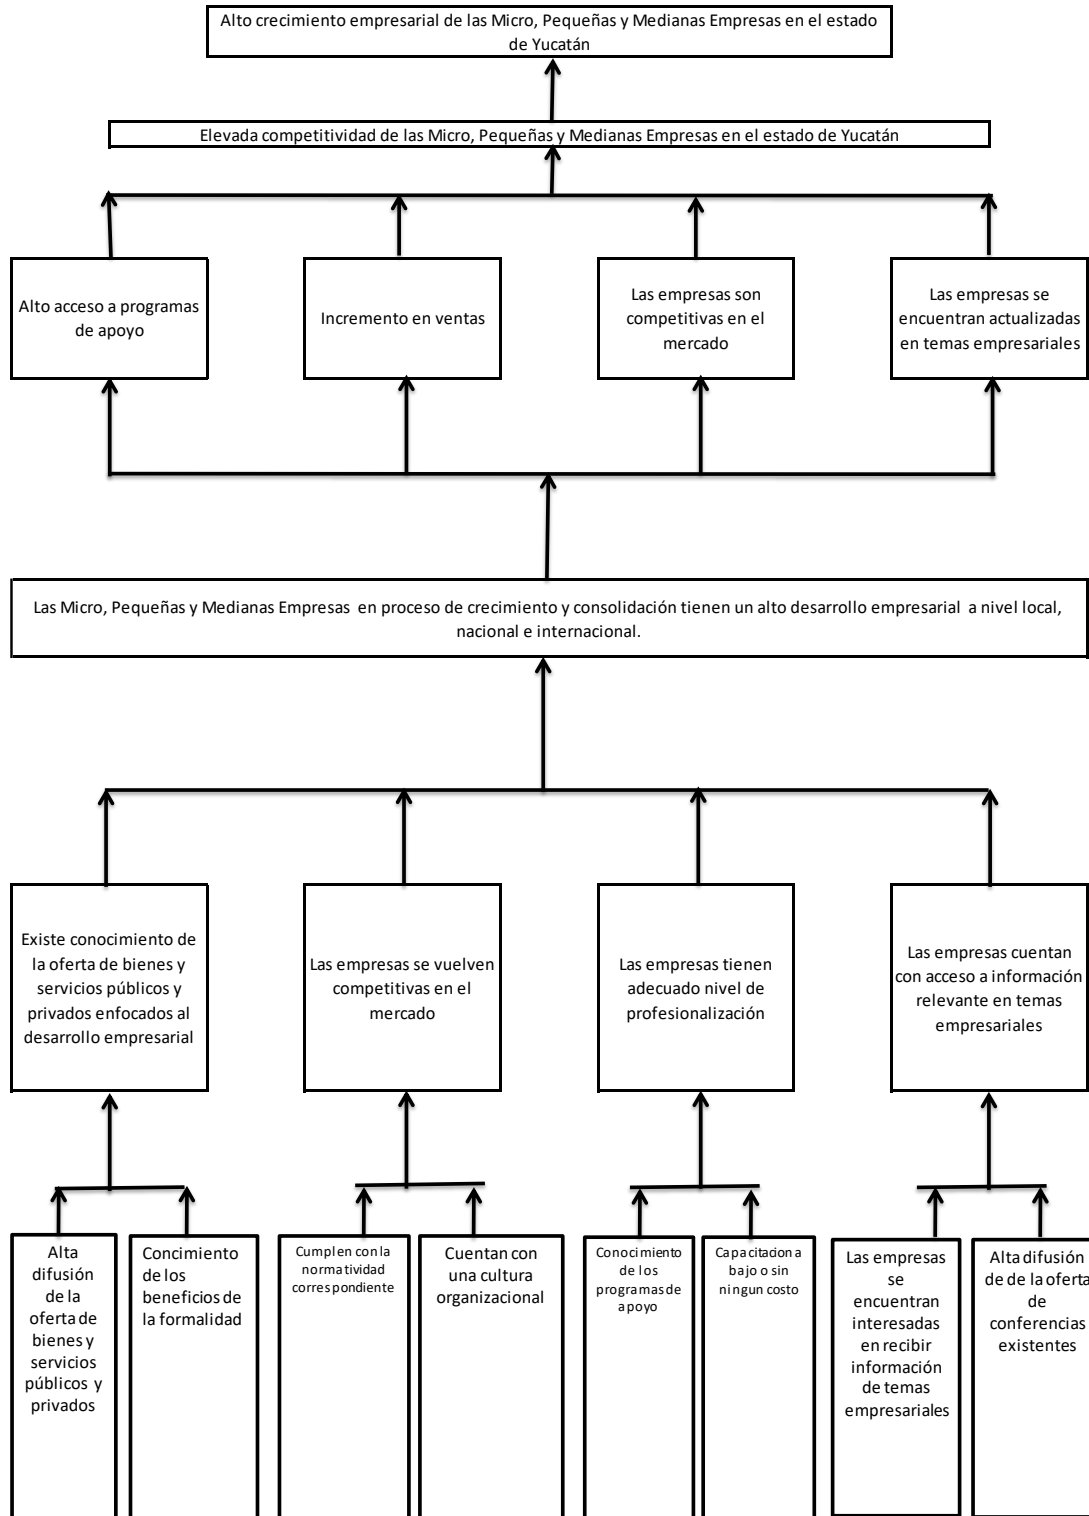 Alto crecimiento empresarial de las Micro, Pequeñas y Medianas Empresas en el estado
de Yucatán
Elevada competitividad de las Micro, Pequeñas y Medianas Empresas en el estado de Yucatán
Alto acceso a programas
de apoyo
Incremento en ventas
Las empresas son
competitivas en el
mercado
Las empresas se
encuentran actualizadas
en temas empresariales
Las Micro, Pequeñas y Medianas Empresas en proceso de crecimiento y consolidación tienen un alto desarrollo empresarial a nivel local,
nacional e internacional.
Existe conocimiento de
la oferta de bienes y
servicios públicos y
privados enfocados al
desarrollo empresarial
Las empresas se vuelven
competitivas en el
mercado
Las empresas tienen
adecuado nivel de
profesionalización
Las empresas cuentan
con acceso a información
relevante en temas
empresariales
Alta
difusión
de la
oferta de
bienes y
servicios
públicos y
privados
Concimiento
de los
beneficios de
la formalidad
Cumplen con la
normatividad
correspondiente
Cuentan con
una cultura
organizacional
Conocimiento
de los
programas de
apoyo
Capacitacion a
bajo o sin
ningun costo
Las empresas
se
encuentran
interesadas
en recibir
información
de temas
empresariales
Alta difusión
de de la oferta
de
conferencias
existentes